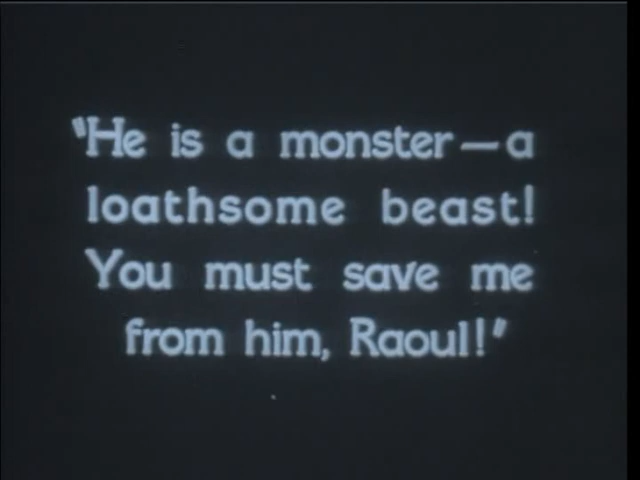 "He is a monster — a
loathsome beast!
You must save me
from him, Raoul!"